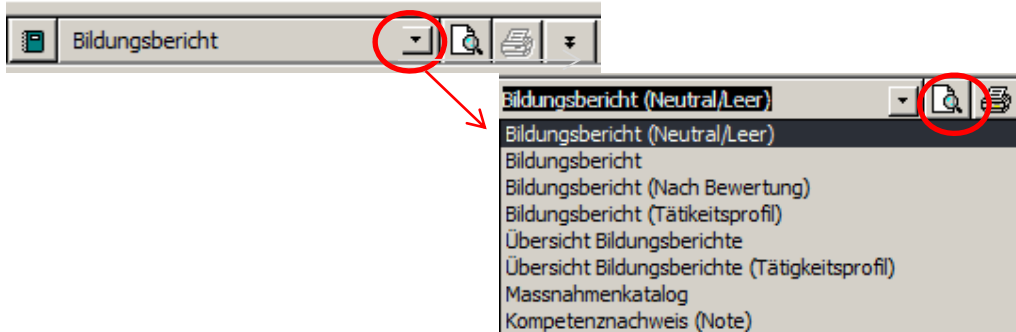 Bildungsbericht
Bildungsbericht (Neutral/Leer)
Bildungsbericht (Neutral/Leer)
Bildungsbericht
Bildungsbericht (Nach Bewertung)
Bildungsbericht (Tätikeitsprofil)
Übersicht Bildungsberichte
Übersicht Bildungsberichte (Tätigkeitsprofil)
Massnahmenkatalog
Kompetenznachweis (Note)